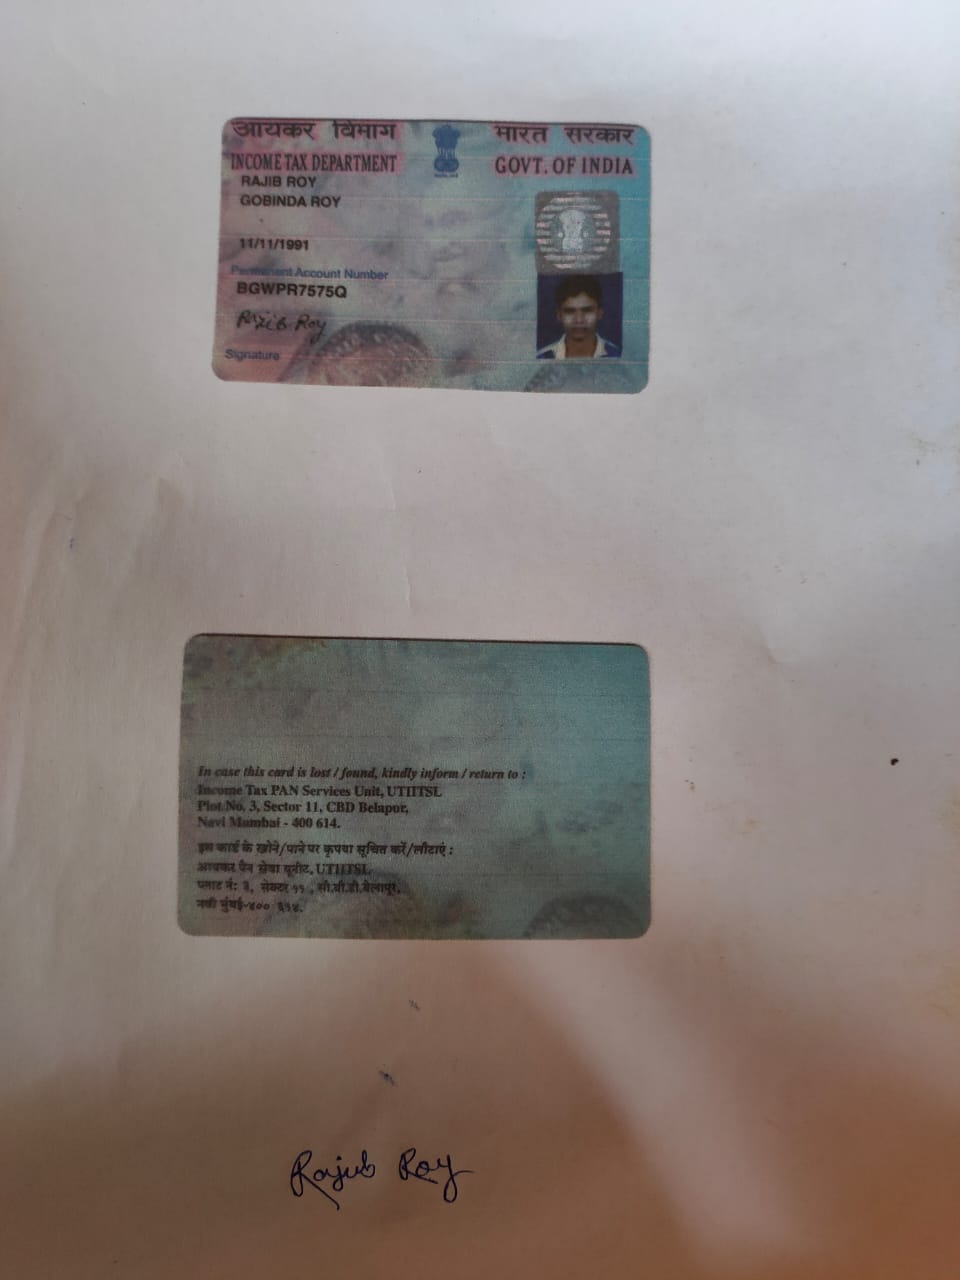 आयकर विभाग
भारत सरकार
INCOME TAX DEPARTMENT
GOVT. OF INDIA
RAJIB ROY
GOBINDA ROY
11/11/1991
Permanent Account Number
BGWPR7575Q
Rajib Roy
Signature
In case this card is lost / found, kindly inform / return to :
Income Tax PAN Services Unit, UTIITSL
Plot No. 3, Sector 11, CBD Belapur,
Navi Mumbai - 400 614.
इस कार्ड के खोने/पाने पर कृपया सूचित करें/लौटाएं :
आयकर पैन सेवा यूनीट, UTIITSL
प्लाट नं: ३, सेक्टर ११ , सी.बी.डी.बेलापूर,
नवी मुंबई-४०० ६१४.
Rajib Roy